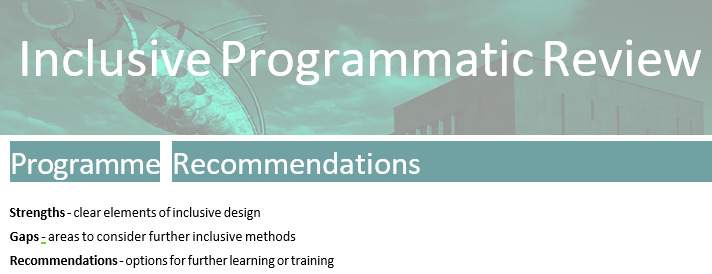 Inclusive Programmatic Review
Programme Recommendations
Strengths - clear elements of inclusive design
Gaps - areas to consider further inclusive methods
Recommendations - options for further learning or training